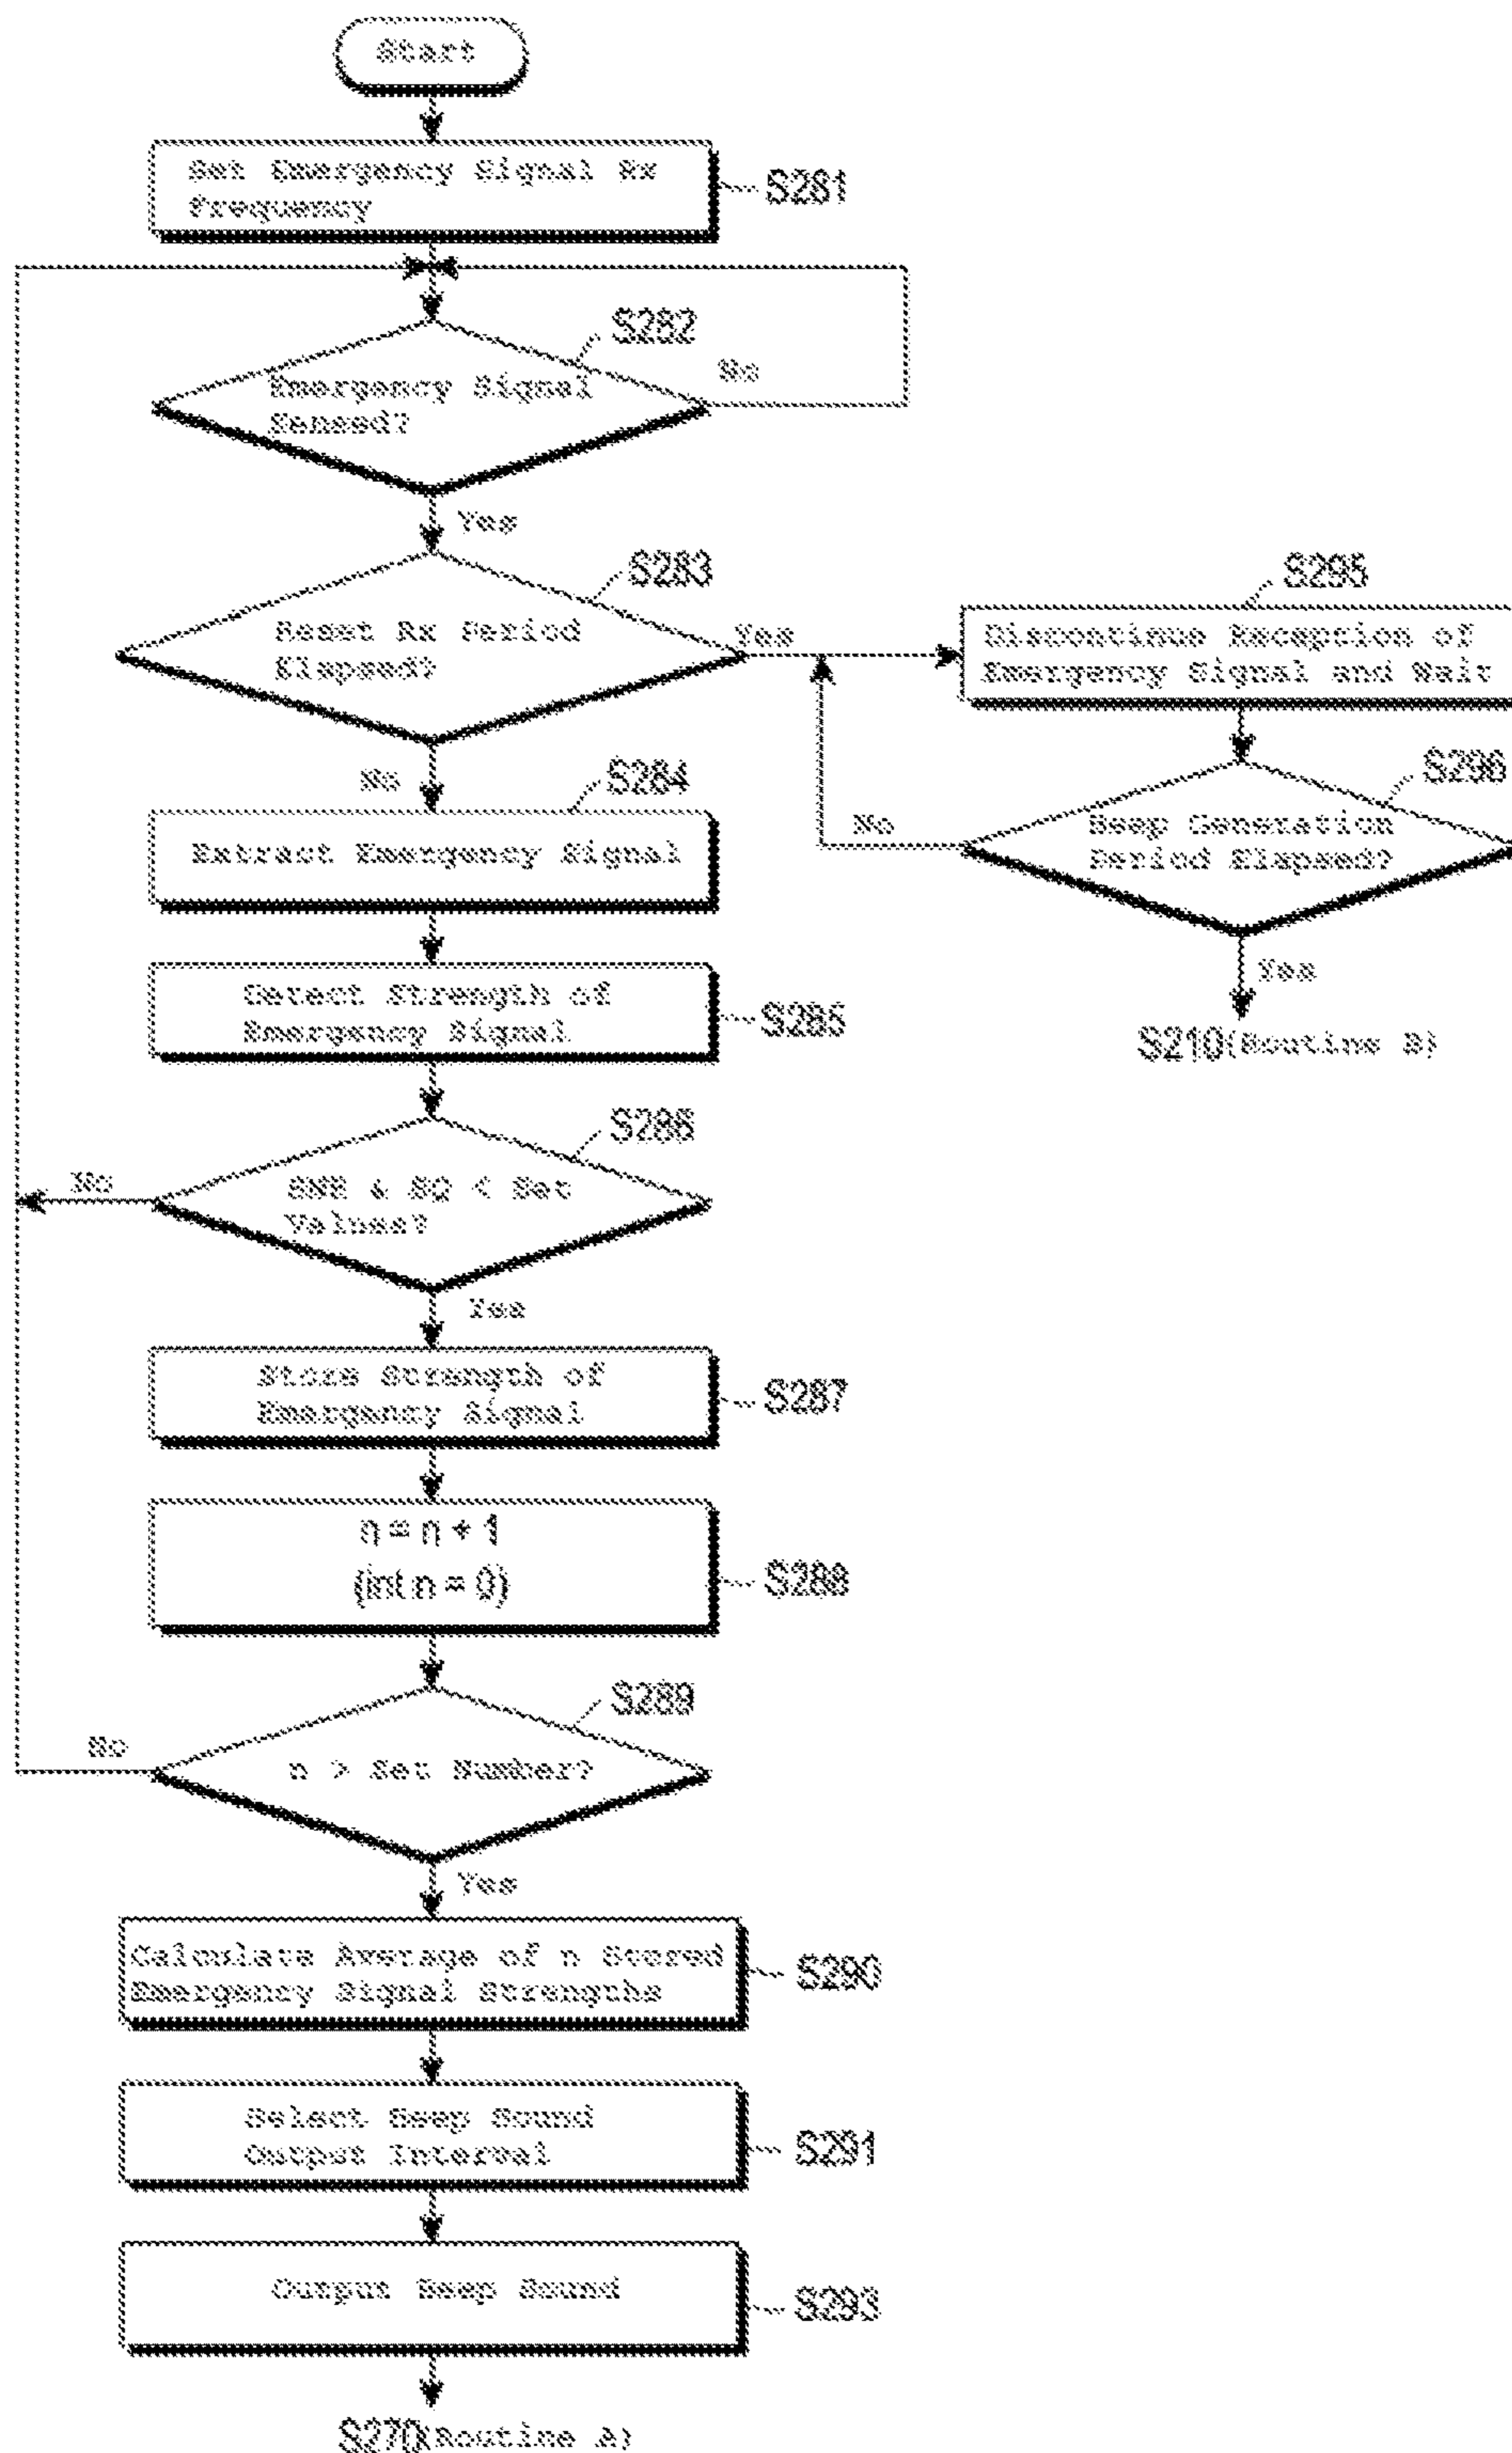 Start
Set Emergency Signal Rx
Frequency
S281
S282
Emergency Signal
Sensed?
No
Yes
S283
Reset Rx Period
Elapsed?
Yes
S295
Discontinue Reception of
Emergency Signal and Wait
No
S284
Extract Emergency Signal
S296
Beep Generation
Period Elapsed?
No
Yes
S210(Routine B)
Detect Strength of
Emergency Signal
S285
S286
SNR & SQ < Set
Values?
No
Yes
Store Strength of
Emergency Signal
S287
n = n + 1
(int n = 0)
S288
S289
n > Set Number?
No
Yes
Calculate Average of n Stored
Emergency Signal Strengths
S290
Select Beep Sound
Output Interval
S291
Output Beep Sound
S293
S270(Routine A)